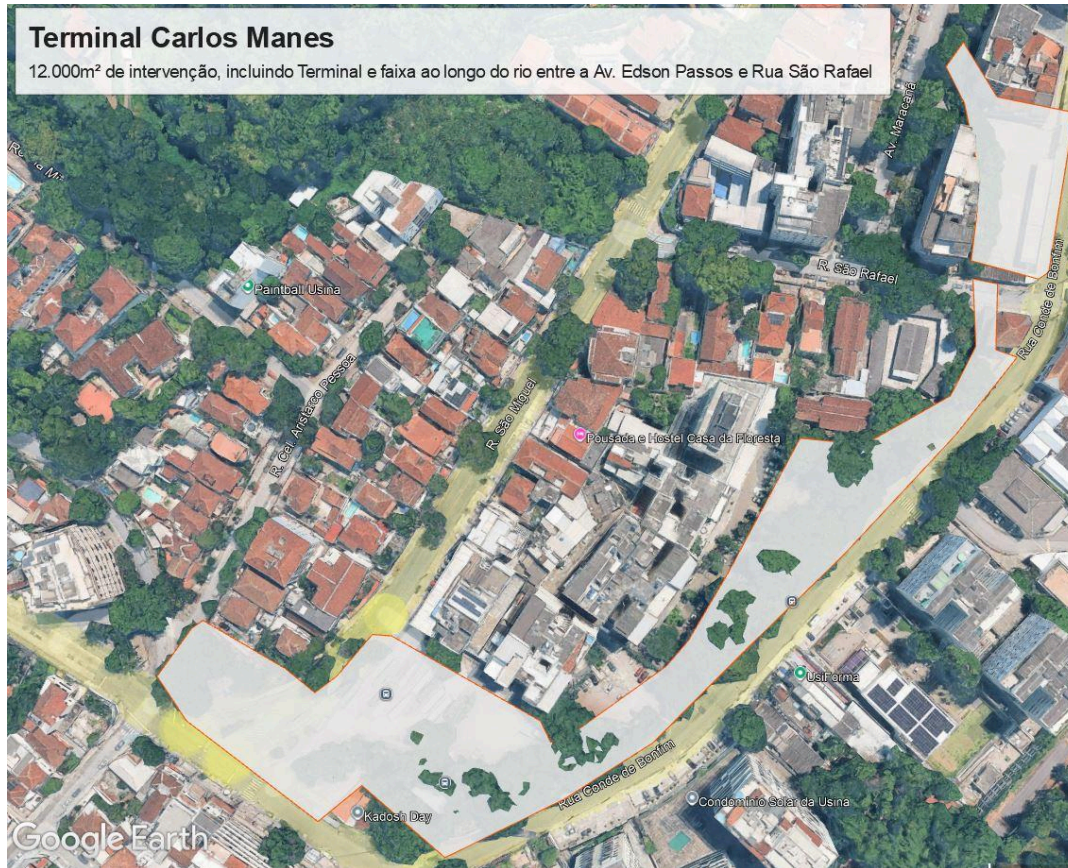 Terminal Carlos Manes
12.000m² de intervenção, incluindo Terminal e faixa ao longo do rio entre a Av. Edson Passos e Rua São Rafael
Av. Maracanã
Paintball Usina
R. São Rafael
Rua Conde de Bonfim
R. Cel. Aristarco Pessoa
R. São Miguel
Pousada e Hostel Casa da Floresta
UsiForma
Rua Conde de Bonfim
Condomínio Solar da Usina
Kadosh Day
Google Earth